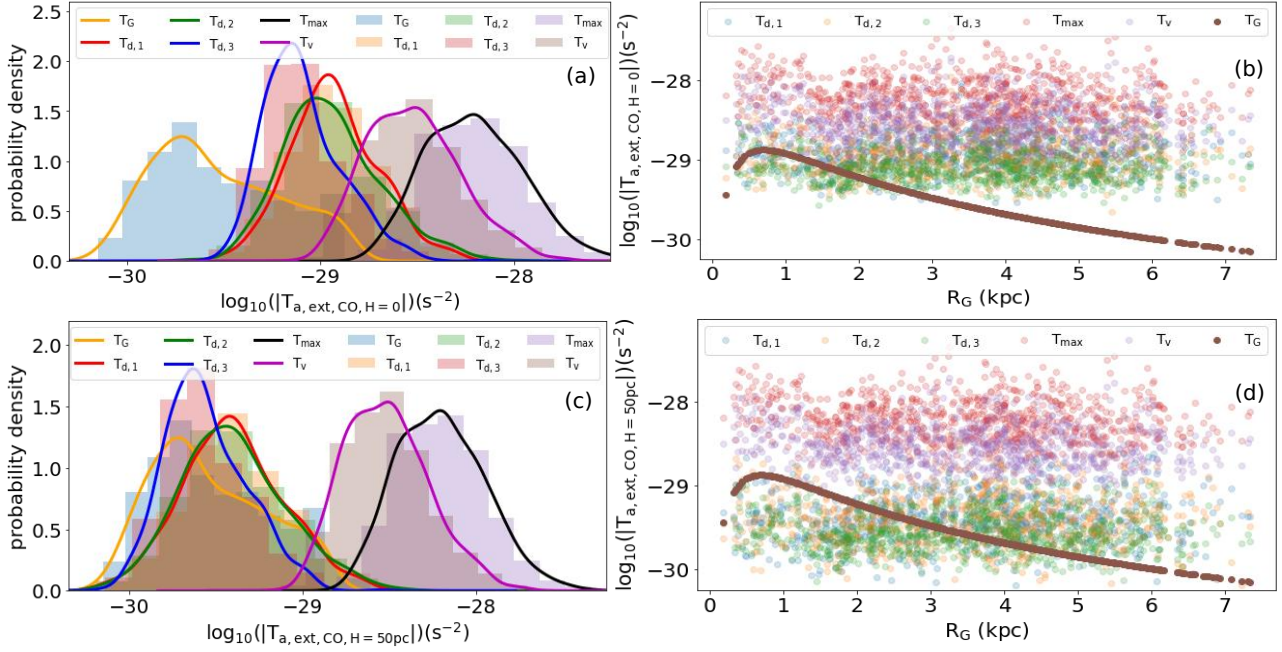 T_G T_d,2 T_max T_G T_d,2 T_max
T_d,1 T_d,3 T_v T_d,1 T_d,3 T_v
(a)
probability density
2.5
2.0
1.5
1.0
0.5
0.0
−30 −29 −28
log₁₀(|T_a,ext,CO,H=0|)(s⁻²)
T_d,1 T_d,2 T_d,3 T_max T_v T_G
(b)
log₁₀(|T_a,ext,CO,H=0|)(s⁻²)
−28
−29
−30
0 1 2 3 4 5 6 7
R_G (kpc)
T_G T_d,2 T_max T_G T_d,2 T_max
T_d,1 T_d,3 T_v T_d,1 T_d,3 T_v
(c)
probability density
2.0
1.5
1.0
0.5
0.0
−30 −29 −28
log₁₀(|T_a,ext,CO,H=50pc|)(s⁻²)
T_d,1 T_d,2 T_d,3 T_max T_v T_G
(d)
log₁₀(|T_a,ext,CO,H=50pc|)(s⁻²)
−28
−29
−30
0 1 2 3 4 5 6 7
R_G (kpc)